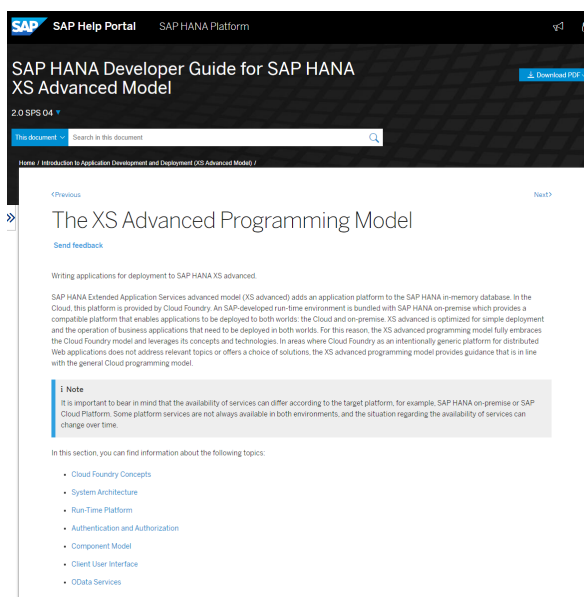 SAP SAP Help Portal SAP HANA Platform
SAP HANA Developer Guide for SAP HANA
XS Advanced Model
Download PDF
2.0 SPS 04
This document Search in this document
Home / Introduction to Application Development and Deployment (XS Advanced Model) /
<Previous Next>
The XS Advanced Programming Model
Send feedback
Writing applications for deployment to SAP HANA XS advanced.
SAP HANA Extended Application Services advanced model (XS advanced) adds an application platform to the SAP HANA in-memory database. In the
Cloud, this platform is provided by Cloud Foundry. An SAP-developed run-time environment is bundled with SAP HANA on-premise which provides a
compatible platform that enables applications to be deployed to both worlds: the Cloud and on-premise. XS advanced is optimized for simple deployment
and the operation of business applications that need to be deployed in both worlds. For this reason, the XS advanced programming model fully embraces
the Cloud Foundry model and leverages its concepts and technologies. In areas where Cloud Foundry as an intentionally generic platform for distributed
Web applications does not address relevant topics or offers a choice of solutions, the XS advanced programming model provides guidance that is in line
with the general Cloud programming model.
i Note
It is important to bear in mind that the availability of services can differ according to the target platform, for example, SAP HANA on-premise or SAP
Cloud Platform. Some platform services are not always available in both environments, and the situation regarding the availability of services can
change over time.
In this section, you can find information about the following topics:
• Cloud Foundry Concepts
• System Architecture
• Run-Time Platform
• Authentication and Authorization
• Component Model
• Client User Interface
• OData Services